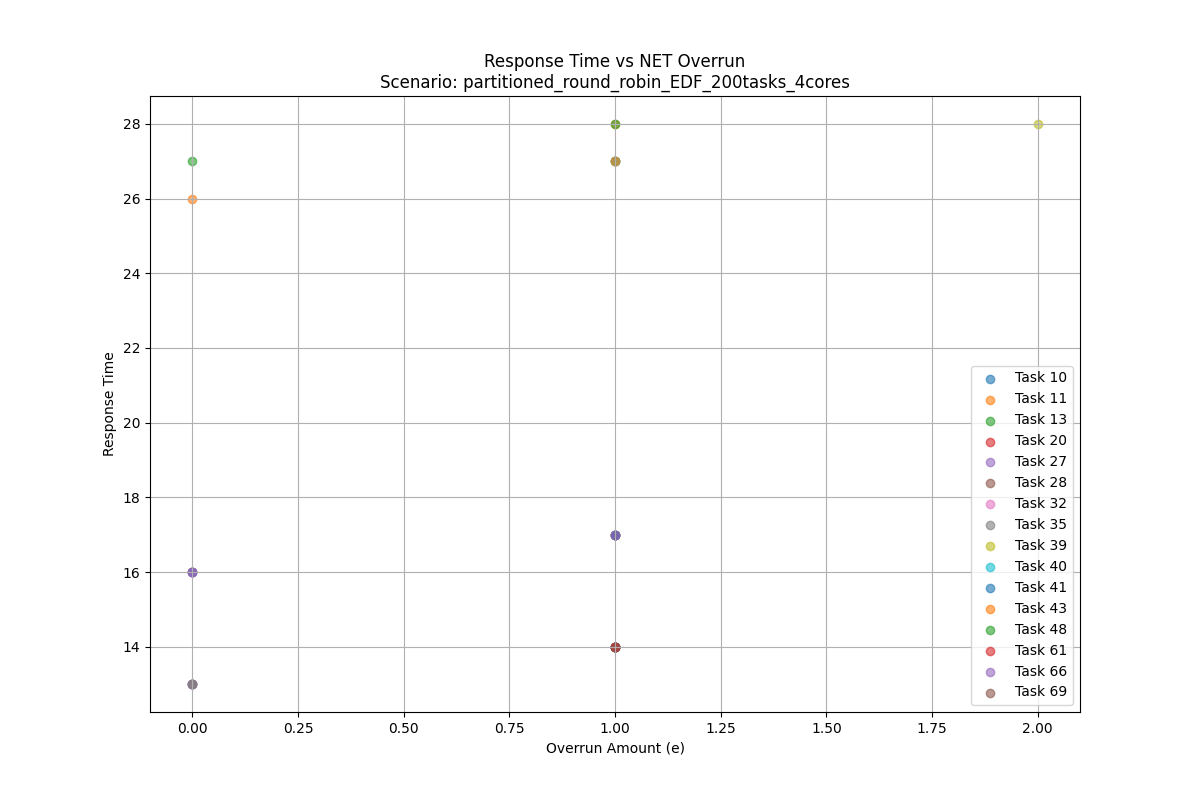 Response Time vs NET Overrun
Scenario: partitioned_round_robin_EDF_200tasks_4cores
28
26
24
22
20
18
16
14
Response Time
0.00 0.25 0.50 0.75 1.00 1.25 1.50 1.75 2.00
Overrun Amount (e)
Task 10
Task 11
Task 13
Task 20
Task 27
Task 28
Task 32
Task 35
Task 39
Task 40
Task 41
Task 43
Task 48
Task 61
Task 66
Task 69